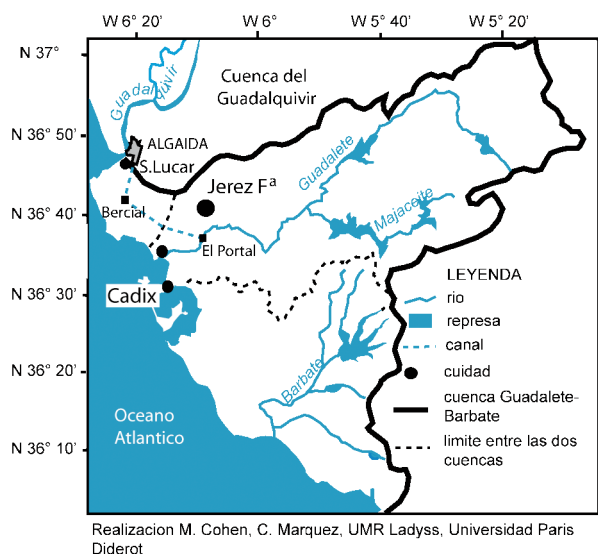 W 6° 20' W 6° W 5° 40' W 5° 20'
N 37°
N 36° 50'
N 36° 40'
N 36° 30'
N 36° 20'
N 36° 10'
Guadalquivir
Cuenca del
Guadalquivir
ALGAIDA
S.Lucar
Jerez Fª
Guadalete
Majaceite
Bercial
El Portal
Cadix
Barbate
Oceano
Atlantico
LEYENDA
rio
represa
canal
cuidad
cuenca Guadalete-
Barbate
limite entre las dos
cuencas
Realizacion M. Cohen, C. Marquez, UMR Ladyss, Universidad Paris
Diderot